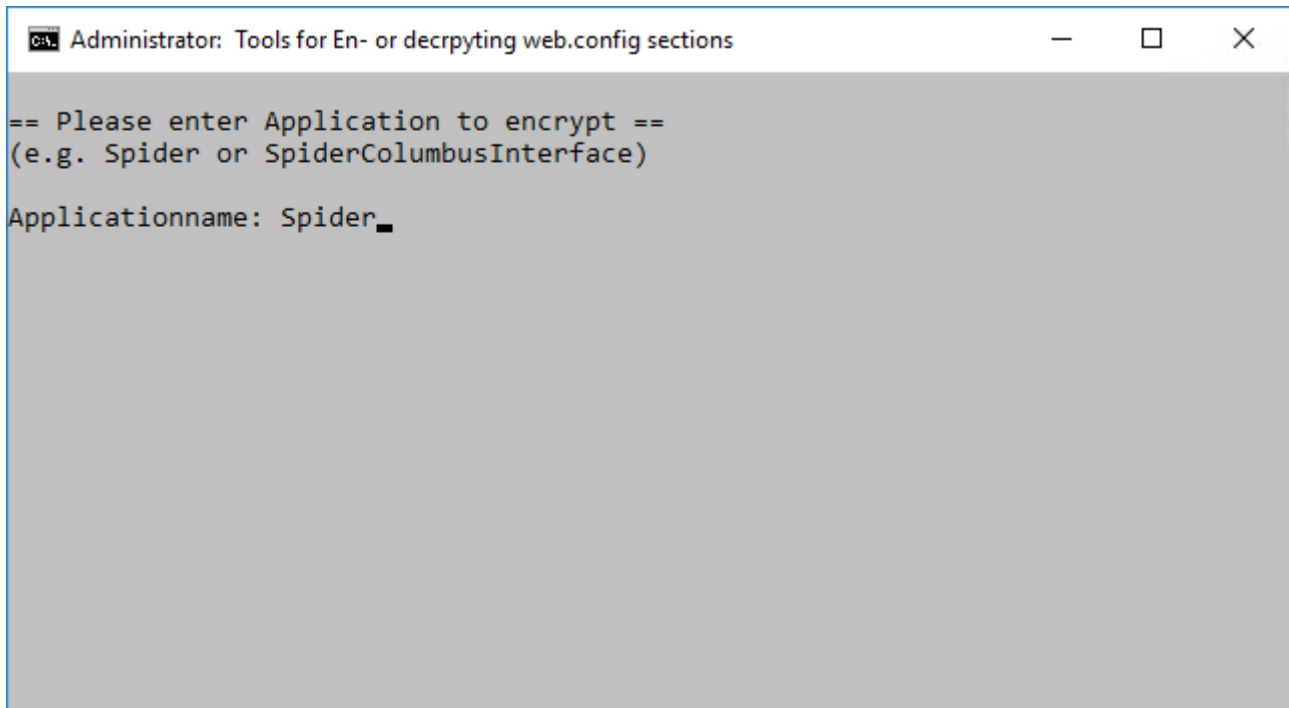 Administrator: Tools for En- or decrpyting web.config sections
== Please enter Application to encrypt ==
(e.g. Spider or SpiderColumbusInterface)
Applicationname: Spider